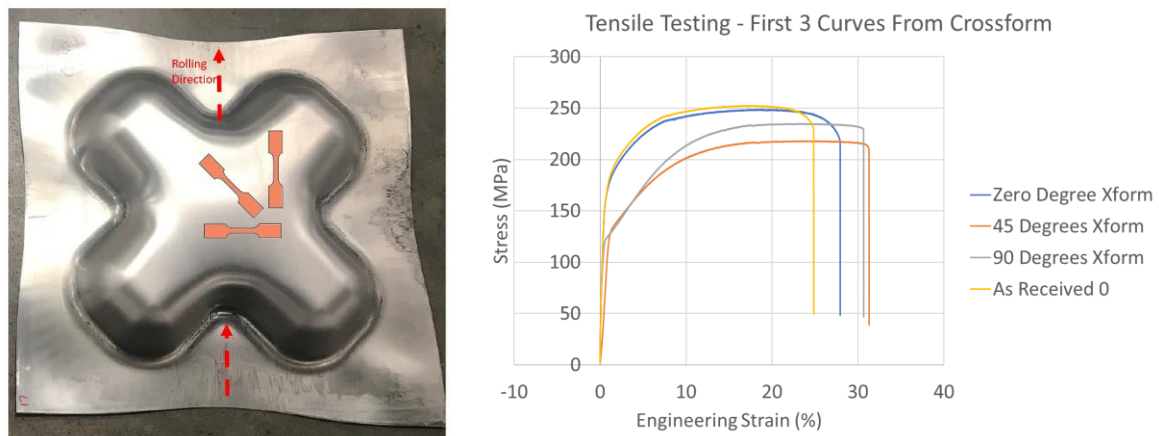 Rolling
Direction
Tensile Testing - First 3 Curves From Crossform
Stress (MPa)
300
250
200
150
100
50
0
-10
0
10
20
30
40
Engineering Strain (%)
Zero Degree Xform
45 Degrees Xform
90 Degrees Xform
As Received 0